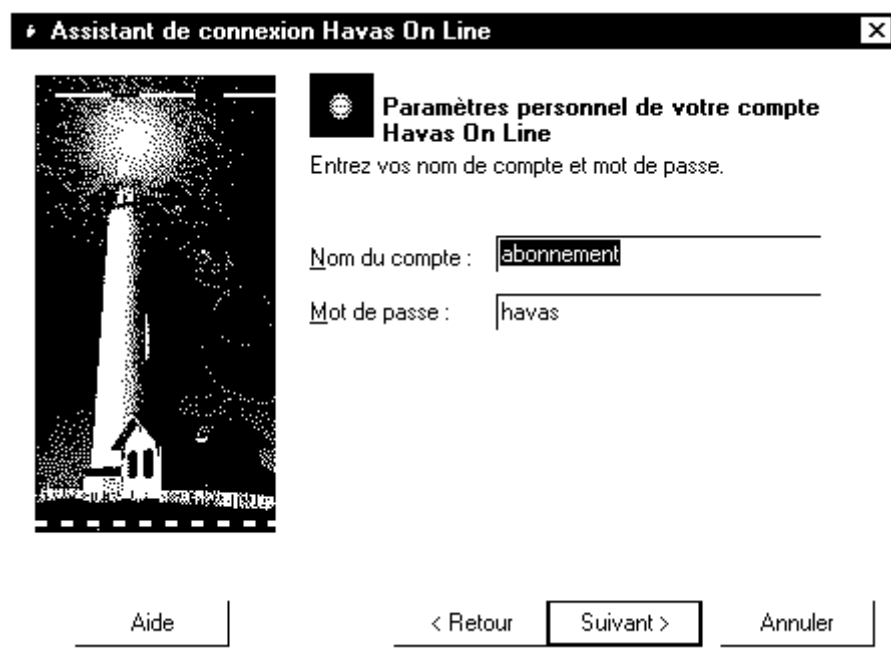 Assistant de connexion Havas On Line
Paramètres personnel de votre compte
Havas On Line
Entrez vos nom de compte et mot de passe.
Nom du compte : abonnement
Mot de passe : havas
Aide < Retour Suivant > Annuler